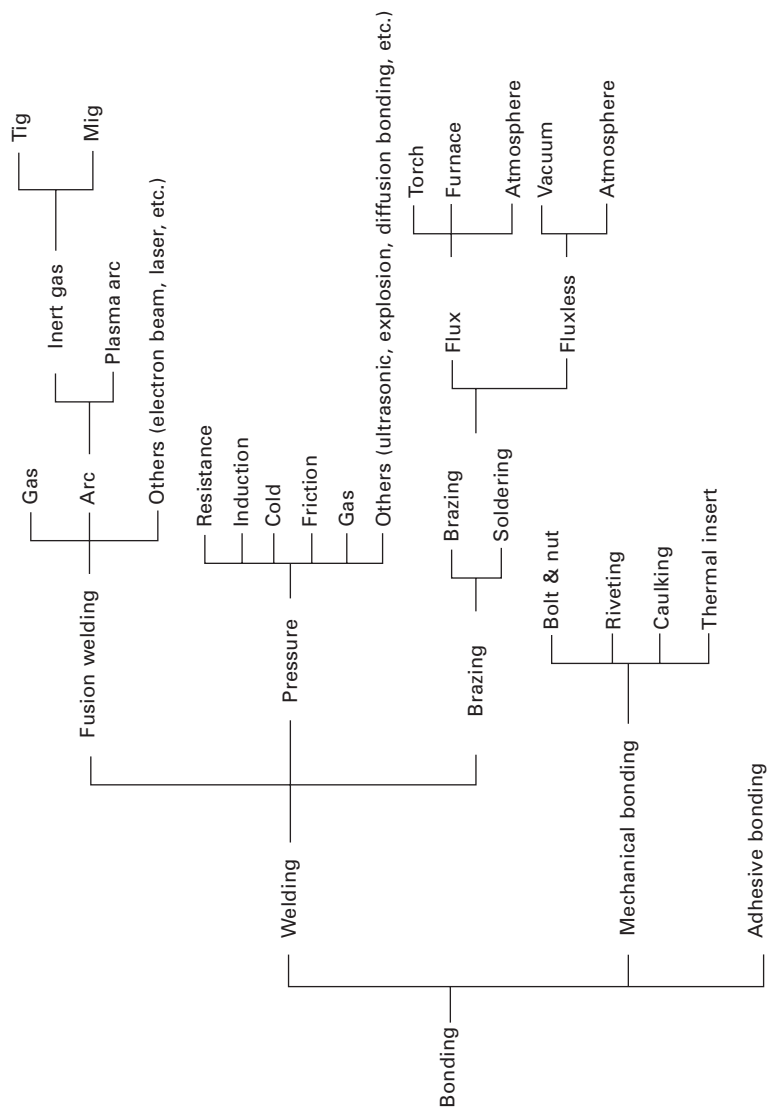 Bonding
Welding
Fusion welding
Gas
Arc
Inert gas
Tig
Mig
Plasma arc
Others (electron beam, laser, etc.)
Pressure
Resistance
Induction
Cold
Friction
Gas
Others (ultrasonic, explosion, diffusion bonding, etc.)
Brazing
Brazing
Flux
Torch
Furnace
Atmosphere
Fluxless
Vacuum
Atmosphere
Soldering
Mechanical bonding
Bolt & nut
Riveting
Caulking
Thermal insert
Adhesive bonding